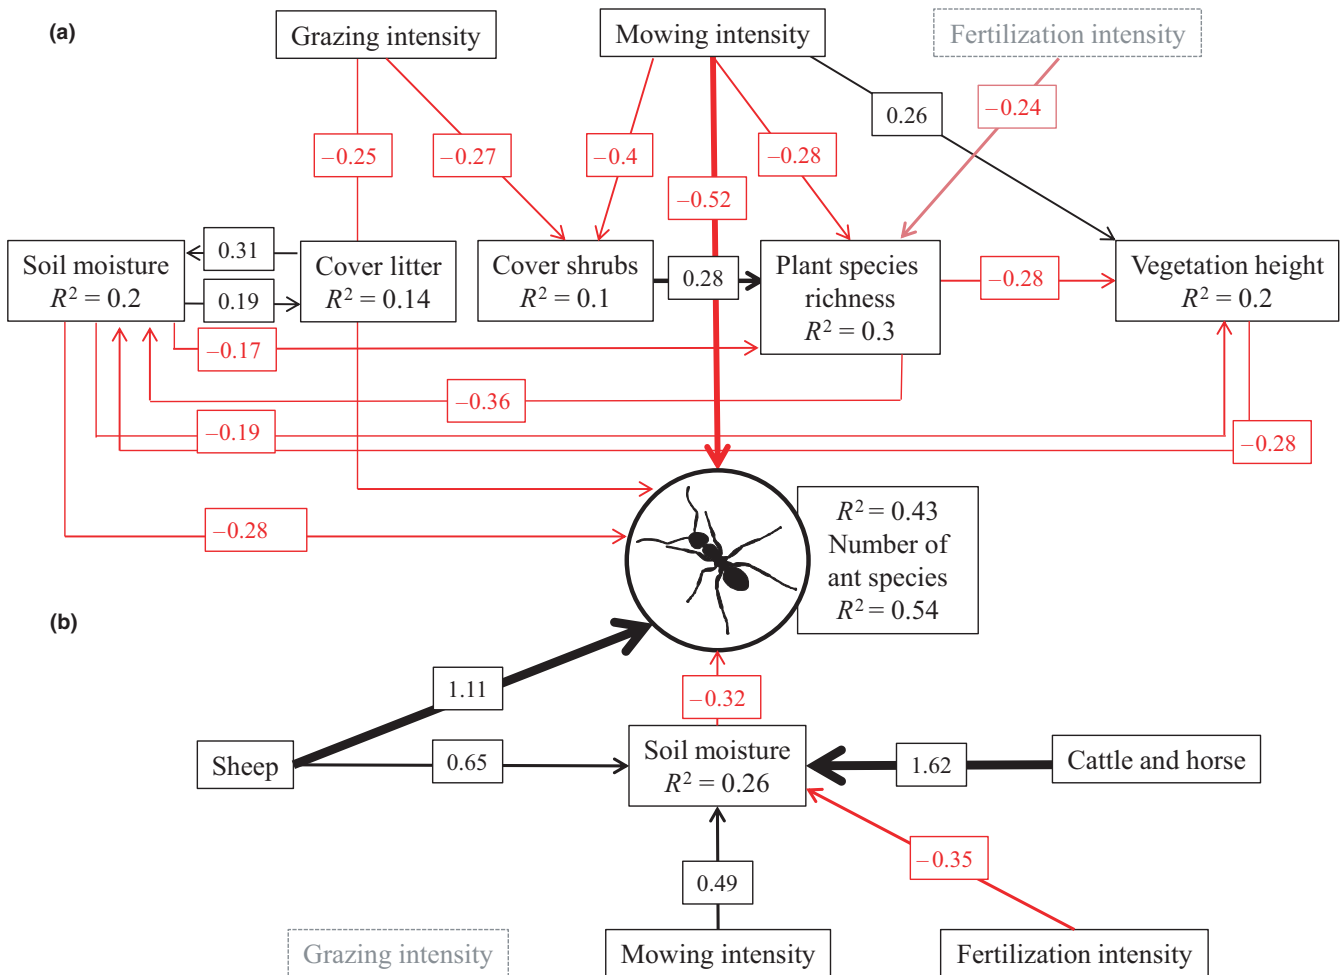 (a)
Grazing intensity
Mowing intensity
Fertilization intensity
0.26
−0.24
−0.25
−0.27
−0.4
−0.28
−0.52
0.31
0.19
Soil moisture
R² = 0.2
Cover litter
R² = 0.14
Cover shrubs
R² = 0.1
0.28
Plant species
richness
R² = 0.3
−0.28
Vegetation height
R² = 0.2
−0.17
−0.36
−0.19
−0.28
−0.28
R² = 0.43
Number of
ant species
R² = 0.54
(b)
1.11
−0.32
Sheep
0.65
Soil moisture
R² = 0.26
1.62
Cattle and horse
−0.35
0.49
Grazing intensity
Mowing intensity
Fertilization intensity